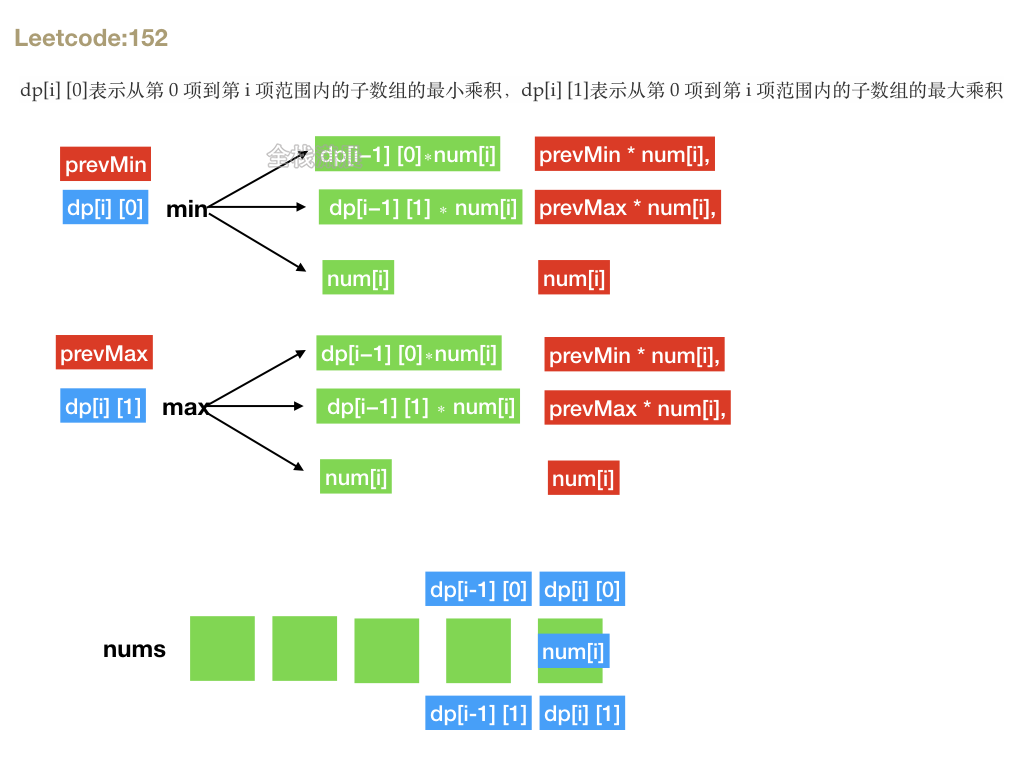 Leetcode:152
dp[i] [0]表示从第 0 项到第 i 项范围内的子数组的最小乘积，dp[i] [1]表示从第 0 项到第 i 项范围内的子数组的最大乘积
全找
[i−1] [0]*num[i] prevMin * num[i],
prevMin
dp[i] [0] min dp[i−1] [1] * num[i] prevMax * num[i],
num[i] num[i]
prevMax dp[i−1] [0]*num[i] prevMin * num[i],
dp[i] [1] max dp[i−1] [1] * num[i] prevMax * num[i],
num[i] num[i]
dp[i-1] [0] dp[i] [0]
nums num[i]
dp[i-1] [1] dp[i] [1]